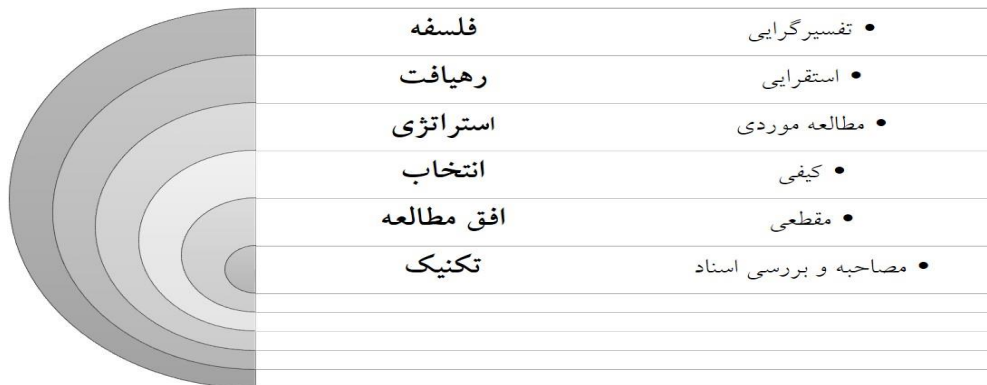 فلسفه • تفسیرگرایی
رهیافت • استقرایی
استراتژی • مطالعه موردی
انتخاب • کیفی
افق مطالعه • مقطعی
تکنیک • مصاحبه و بررسی اسناد